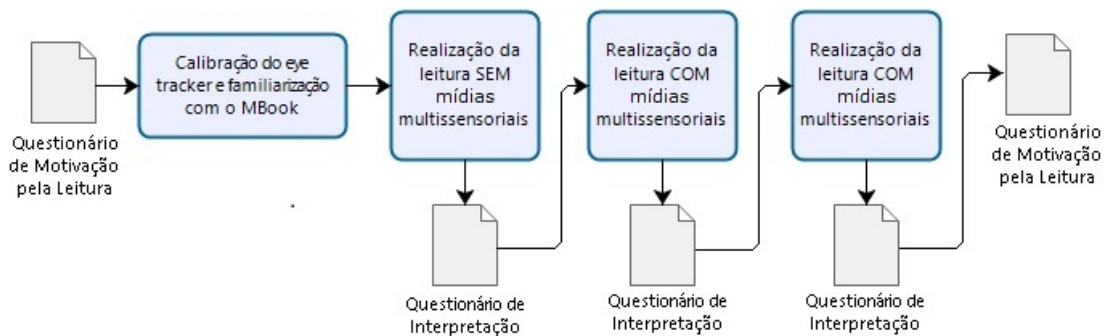 Questionário
de Motivação
pela Leitura
Calibração do eye
tracker e familiarização
com o MBook
Realização da
leitura SEM
mídias
multissensoriais
Questionário de
Interpretação
Realização da
leitura COM
mídias
multissensoriais
Questionário de
Interpretação
Realização da
leitura COM
mídias
multissensoriais
Questionário de
Interpretação
Questionário
de Motivação
pela Leitura